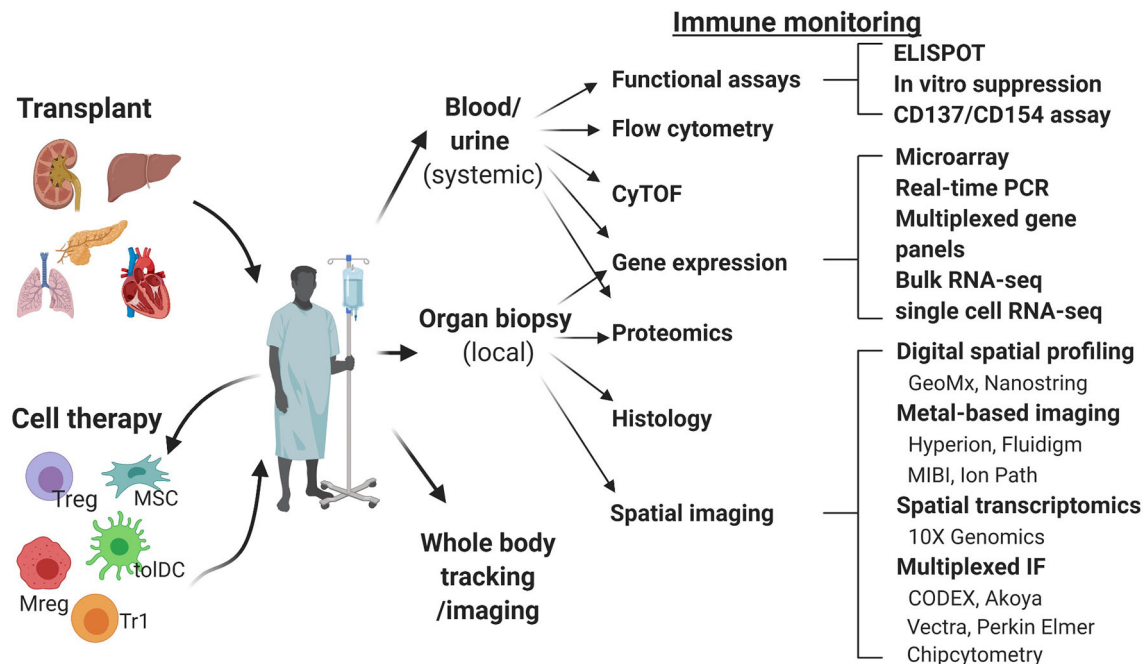 Immune monitoring
Transplant
Cell therapy
Treg
MSC
tolDC
Mreg
Tr1
Blood/
urine
(systemic)
Organ biopsy
(local)
Whole body
tracking
/imaging
Functional assays
Flow cytometry
CyTOF
Gene expression
Proteomics
Histology
Spatial imaging
ELISPOT
In vitro suppression
CD137/CD154 assay
Microarray
Real-time PCR
Multiplexed gene
panels
Bulk RNA-seq
single cell RNA-seq
Digital spatial profiling
GeoMx, Nanostring
Metal-based imaging
Hyperion, Fluidigm
MIBI, Ion Path
Spatial transcriptomics
10X Genomics
Multiplexed IF
CODEX, Akoya
Vectra, Perkin Elmer
Chipcytometry